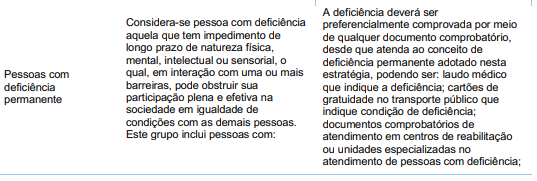 Pessoas com
deficiência
permanente
Considera-se pessoa com deficiência
aquela que tem impedimento de
longo prazo de natureza física,
mental, intelectual ou sensorial, o
qual, em interação com uma ou mais
barreiras, pode obstruir sua
participação plena e efetiva na
sociedade em igualdade de
condições com as demais pessoas.
Este grupo inclui pessoas com:
A deficiência deverá ser
preferencialmente comprovada por meio
de qualquer documento comprobatório,
desde que atenda ao conceito de
deficiência permanente adotado nesta
estratégia, podendo ser: laudo médico
que indique a deficiência; cartões de
gratuidade no transporte público que
indique condição de deficiência;
documentos comprobatórios de
atendimento em centros de reabilitação
ou unidades especializadas no
atendimento de pessoas com deficiência;